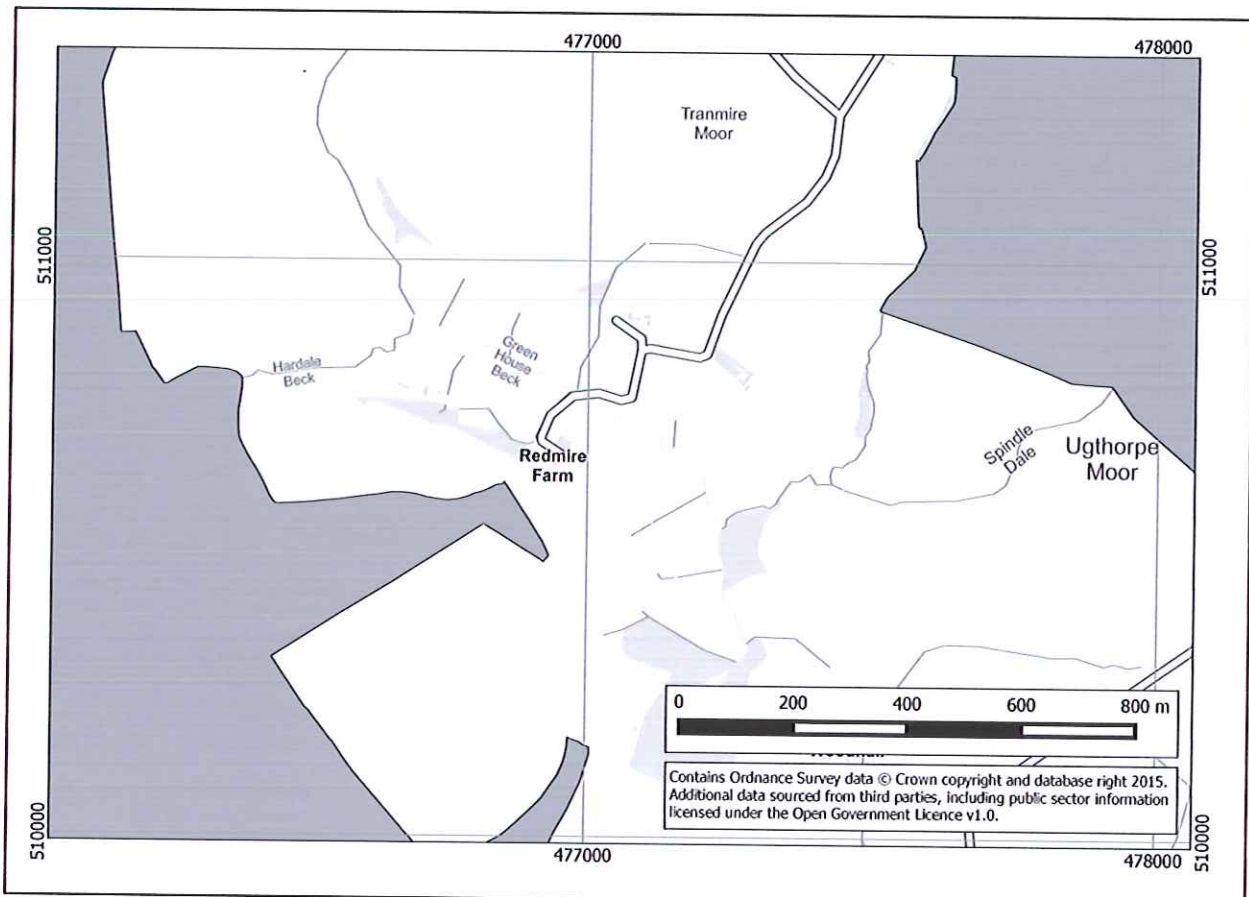 477000
478000
Tranmire
Moor
511000
511000
Green
House
Beck
Hardale
Beck
Redmire
Farm
Spindle
Dale
Ugthorpe
Moor
0 200 400 600 800 m
Contains Ordnance Survey data © Crown copyright and database right 2015.
Additional data sourced from third parties, including public sector information
licensed under the Open Government Licence v1.0.
510000
510000
477000
478000